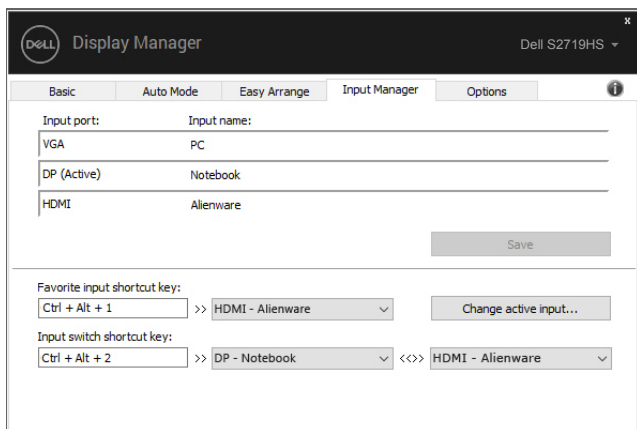 x
DELL Display Manager Dell S2719HS
Basic Auto Mode Easy Arrange Input Manager Options i
Input port: Input name:
VGA PC
DP (Active) Notebook
HDMI Alienware
Save
Favorite input shortcut key:
Ctrl + Alt + 1 >> HDMI - Alienware Change active input...
Input switch shortcut key:
Ctrl + Alt + 2 >> DP - Notebook <<>> HDMI - Alienware